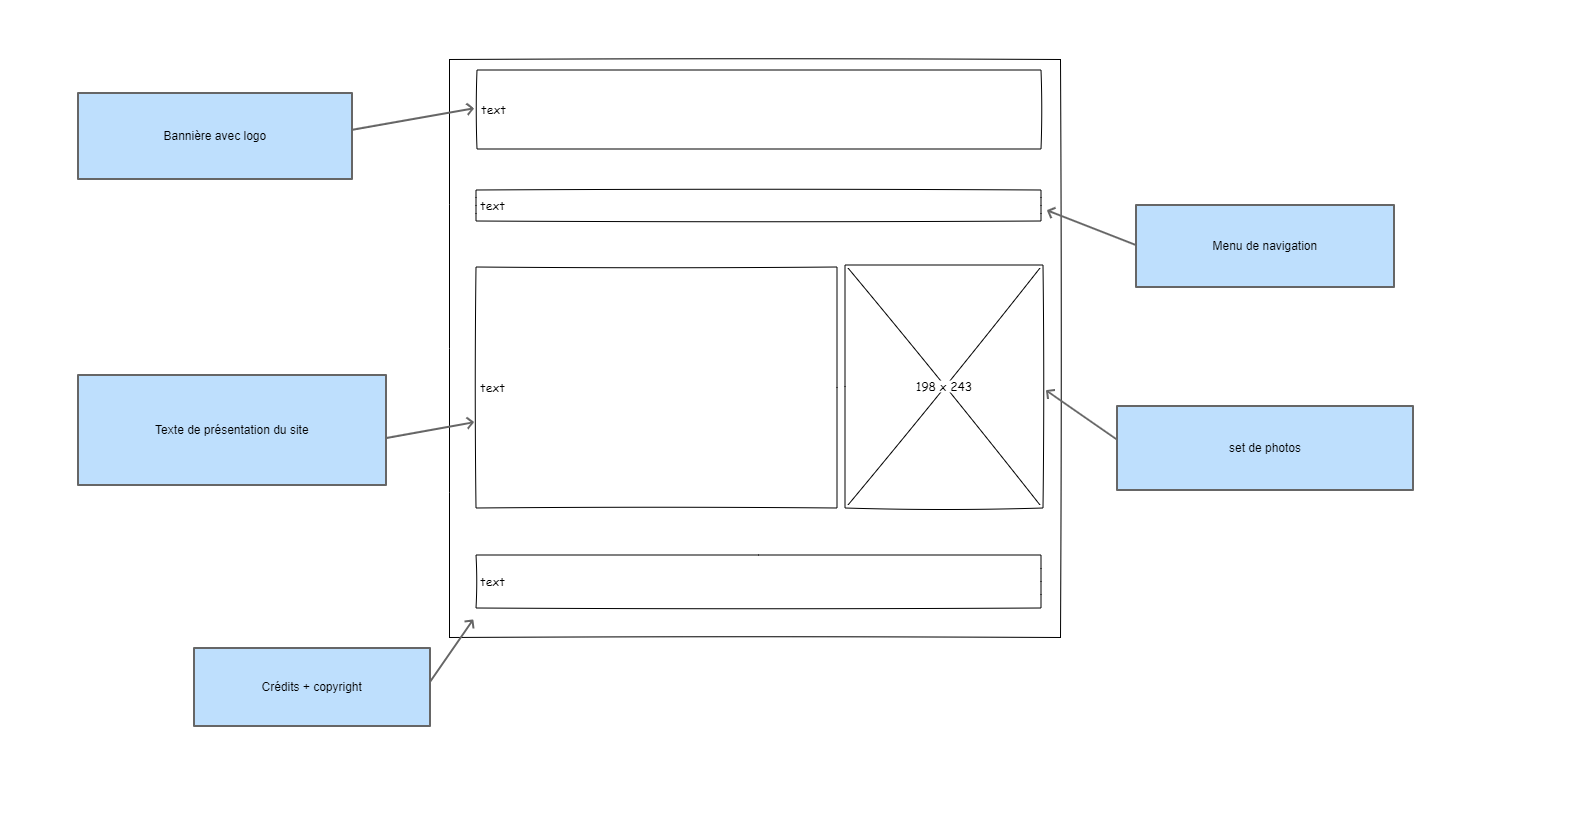 Bannière avec logo
text
text
Menu de navigation
text
198 x 243
Texte de présentation du site
set de photos
text
Crédits + copyright